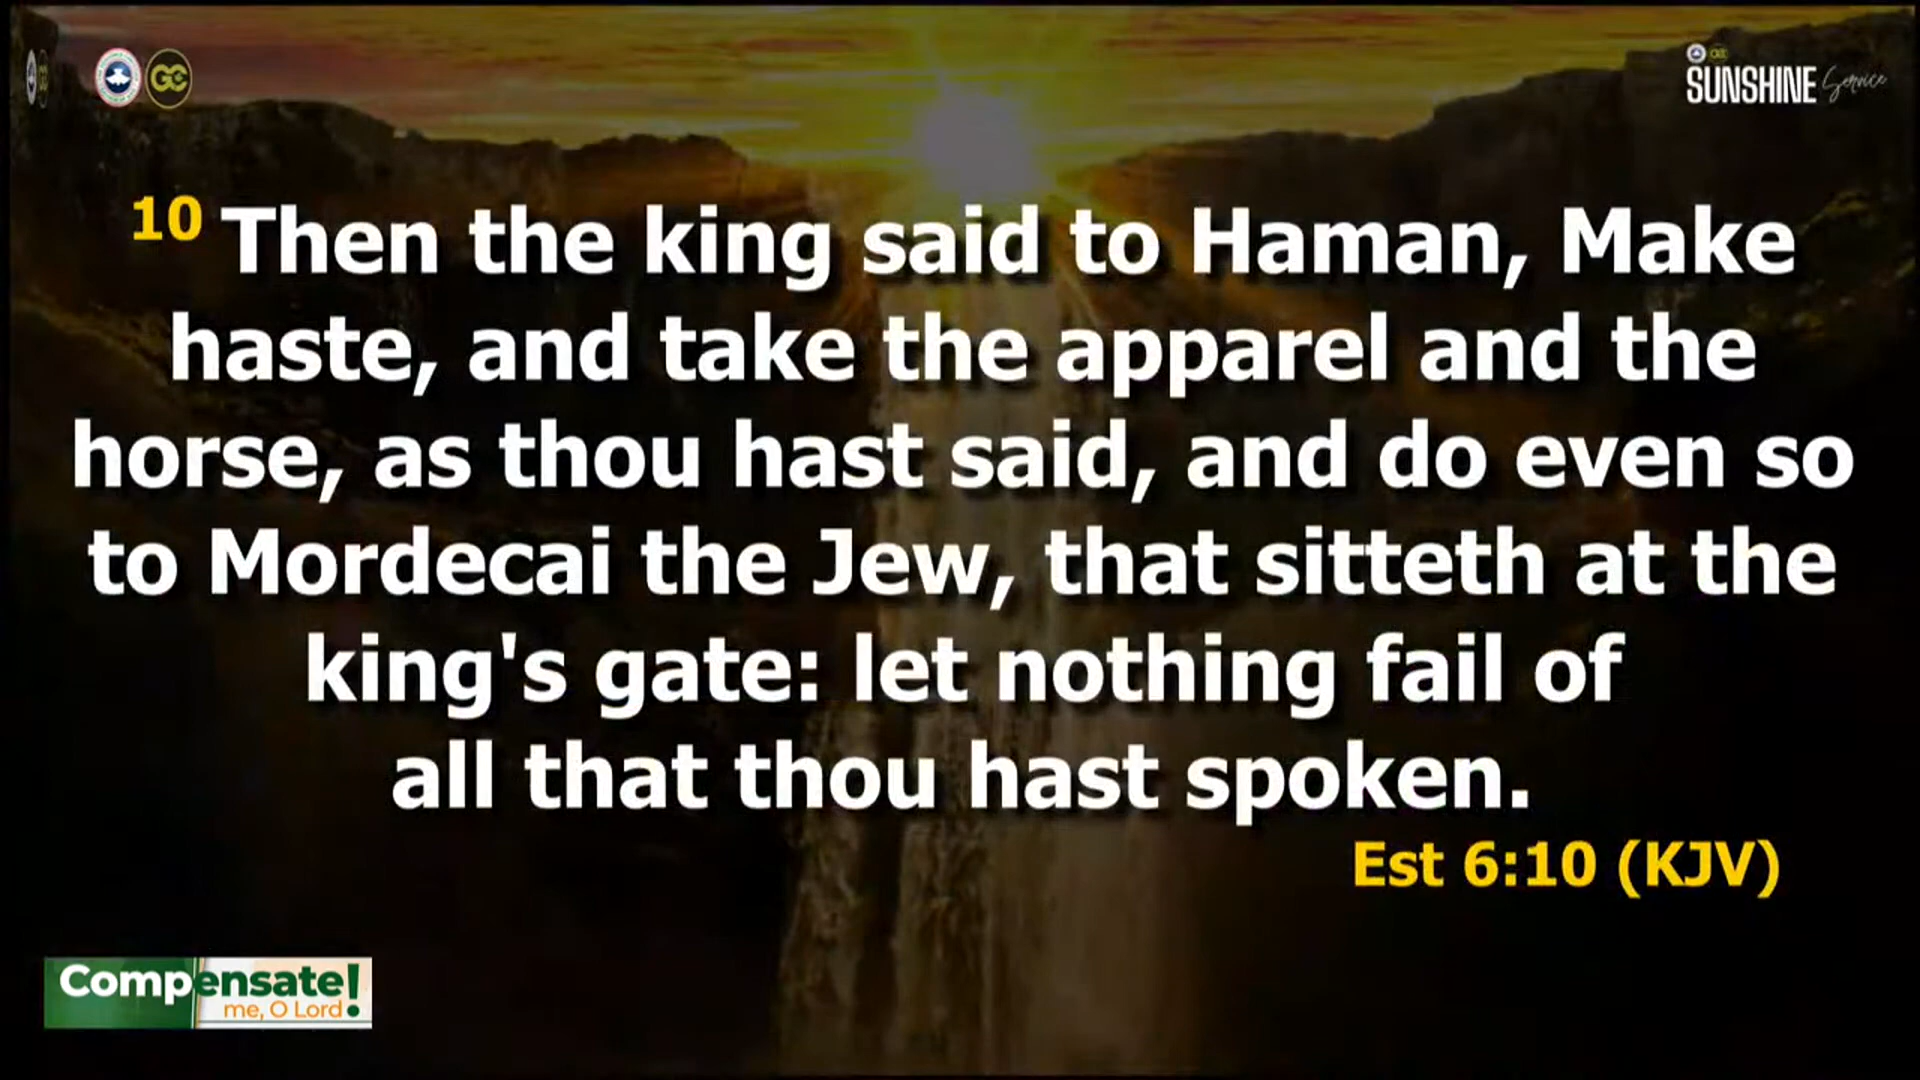 GC
SUNSHINE Service
10 Then the king said to Haman, Make
haste, and take the apparel and the
horse, as thou hast said, and do even so
to Mordecai the Jew, that sitteth at the
king's gate: let nothing fail of
all that thou hast spoken.
Est 6:10 (KJV)
Compensate!
me, O Lord